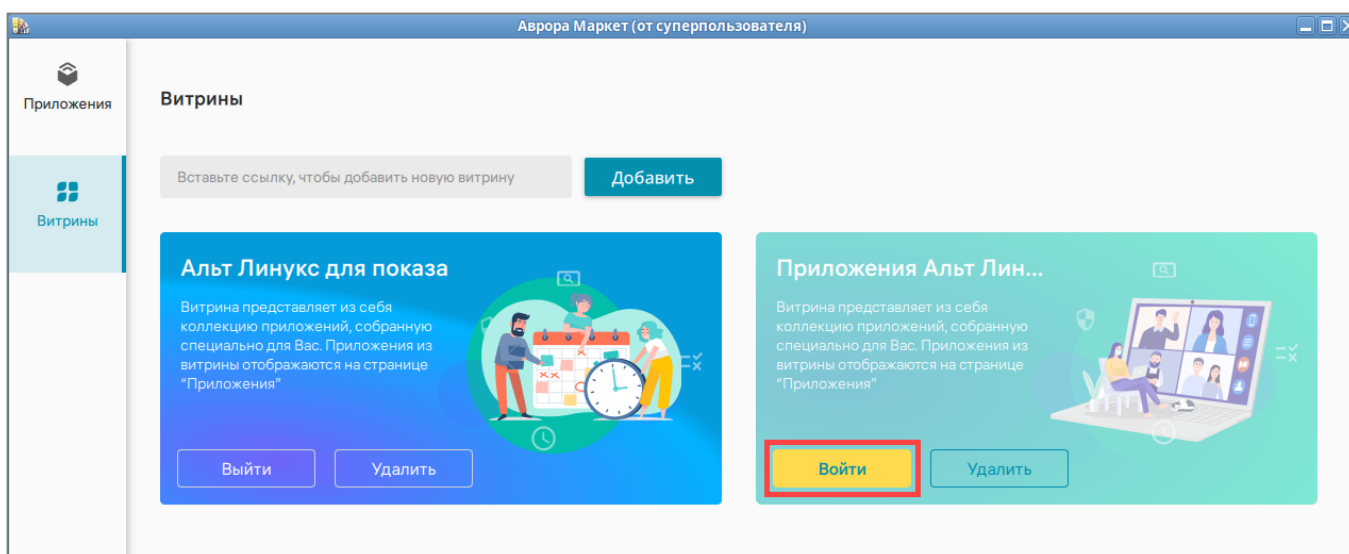 Аврора Маркет (от суперпользователя)
Приложения
Витрины
Витрины
Вставьте ссылку, чтобы добавить новую витрину
Добавить
Альт Линукс для показа
Витрина представляет из себя
коллекцию приложений, собранную
специально для Вас. Приложения из
витрины отображаются на странице
“Приложения”
Выйти
Удалить
Приложения Альт Лин...
Витрина представляет из себя
коллекцию приложений, собранную
специально для Вас. Приложения из
витрины отображаются на странице
“Приложения”
Войти
Удалить